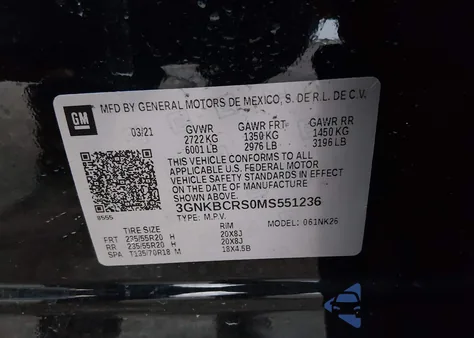 GM
MFD BY GENERAL MOTORS DE MEXICO, S. DE R.L. DE C.V.
03/21 GVWR GAWR FRT GAWR RR
2722 KG 1350 KG 1450 KG
6001 LB 2976 LB 3196 LB
THIS VEHICLE CONFORMS TO ALL
APPLICABLE U.S. FEDERAL MOTOR
VEHICLE SAFETY STANDARDS IN EFFECT
ON THE DATE OF MANUFACTURE SHOWN ABOVE.
3GNKBCRS0MS551236
8555 TYPE: M.P.V. MODEL: 061NK26
TIRE SIZE RIM
FRT 275/55R20 H 20X8J
RR 235/55R20 H 20X8J
SPA T135/70R18 M 18X4.5B